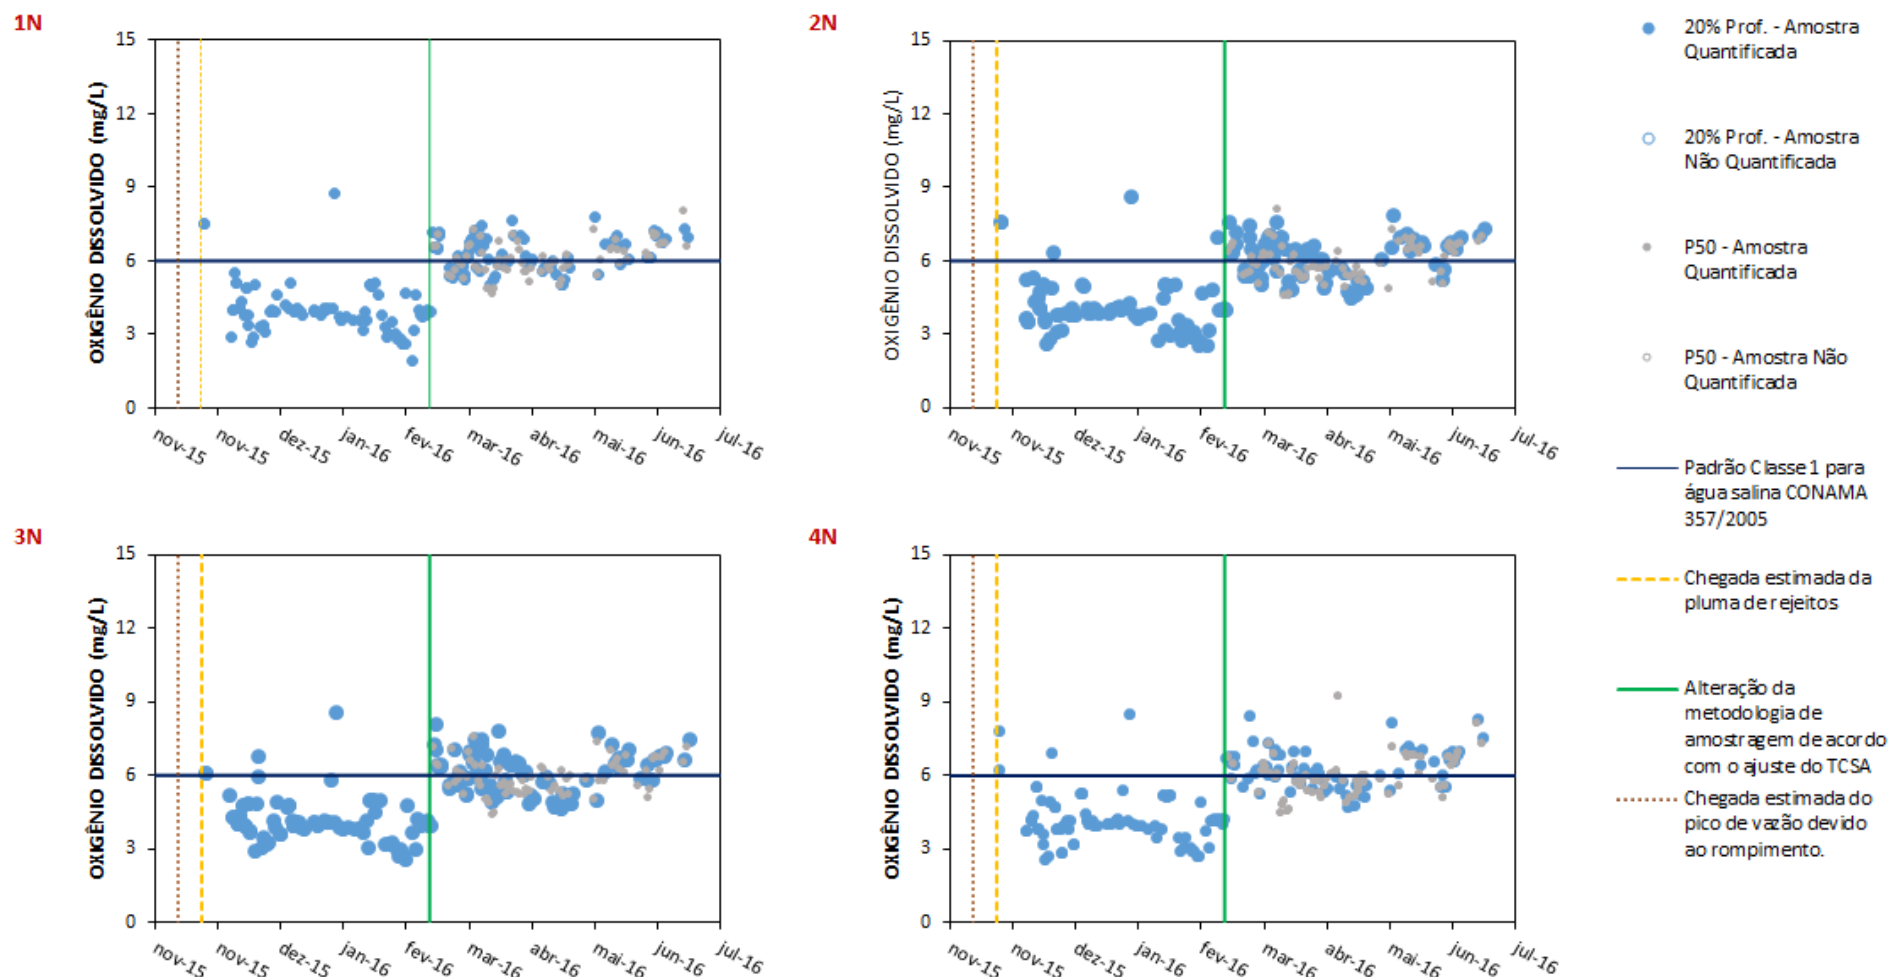 1N
OXIGÊNIO DISSOLVIDO (mg/L)
15
12
9
6
3
0
nov-15
nov-15
dez-15
jan-16
fev-16
mar-16
abr-16
mai-16
jun-16
jul-16
2N
OXIGÊNIO DISSOLVIDO (mg/L)
15
12
9
6
3
0
nov-15
nov-15
dez-15
jan-16
fev-16
mar-16
abr-16
mai-16
jun-16
jul-16
3N
OXIGÊNIO DISSOLVIDO (mg/L)
15
12
9
6
3
0
nov-15
nov-15
dez-15
jan-16
fev-16
mar-16
abr-16
mai-16
jun-16
jul-16
4N
OXIGÊNIO DISSOLVIDO (mg/L)
15
12
9
6
3
0
nov-15
nov-15
dez-15
jan-16
fev-16
mar-16
abr-16
mai-16
jun-16
jul-16
20% Prof. - Amostra
Quantificada
20% Prof. - Amostra
Não Quantificada
P50 - Amostra
Quantificada
P50 - Amostra Não
Quantificada
Padrão Classe 1 para
água salina CONAMA
357/2005
Chegada estimada da
pluma de rejeitos
Alteração da
metodologia de
amostragem de acordo
com o ajuste do TCSA
Chegada estimada do
pico de vazão devido
ao rompimento.